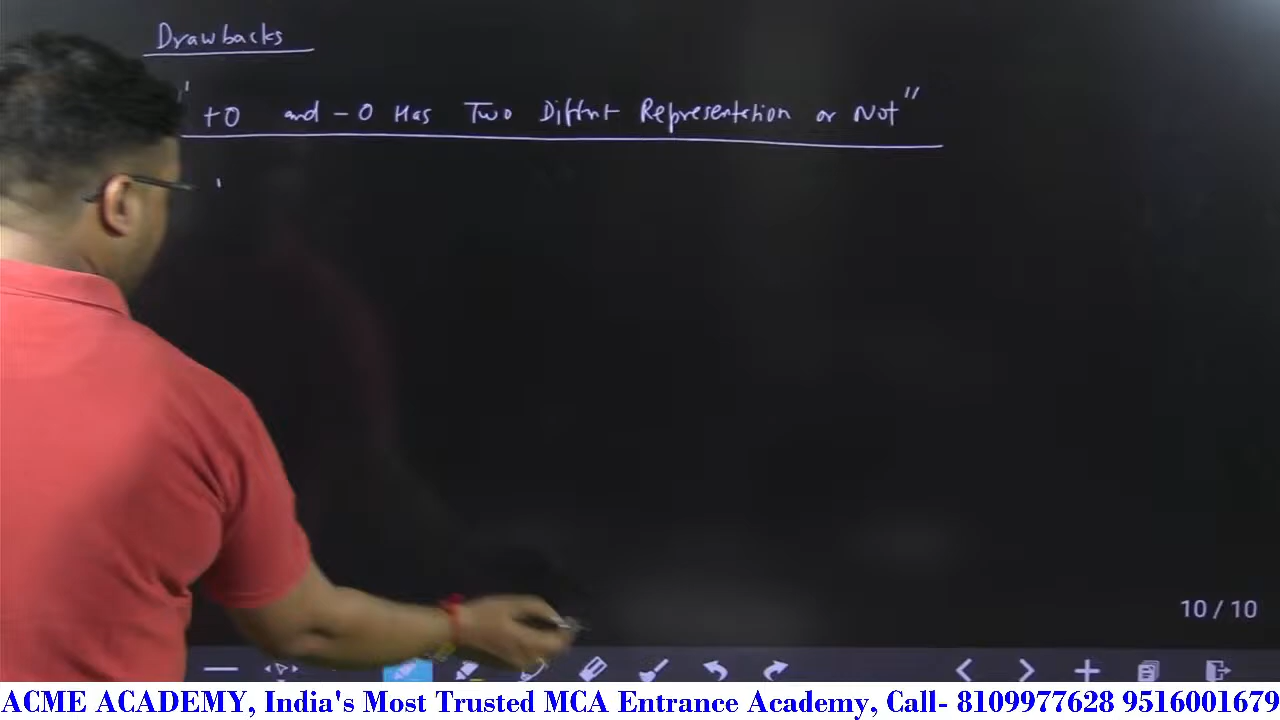 Drawbacks
" +0 and -0 Has Two Diffrnt Representation or Not "
10 / 10
ACME ACADEMY, India's Most Trusted MCA Entrance Academy, Call- 8109977628 9516001679